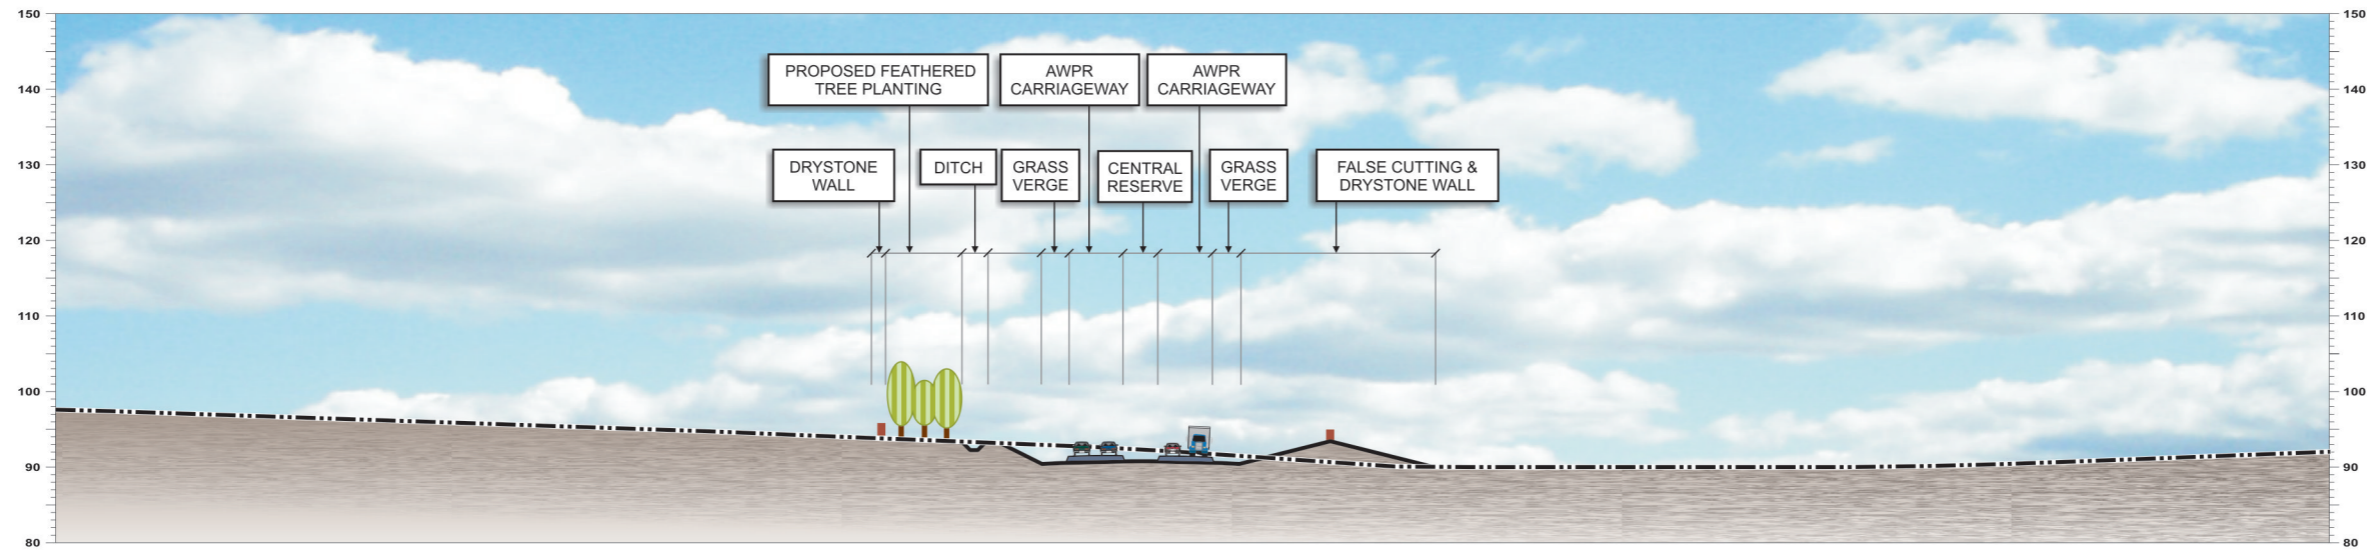 150
150
PROPOSED FEATHERED
TREE PLANTING
AWPR
CARRIAGEWAY
AWPR
CARRIAGEWAY
140
140
DRYSTONE
WALL
DITCH
GRASS
VERGE
CENTRAL
RESERVE
GRASS
VERGE
FALSE CUTTING &
DRYSTONE WALL
130
130
120
120
110
110
100
100
90
90
80
80